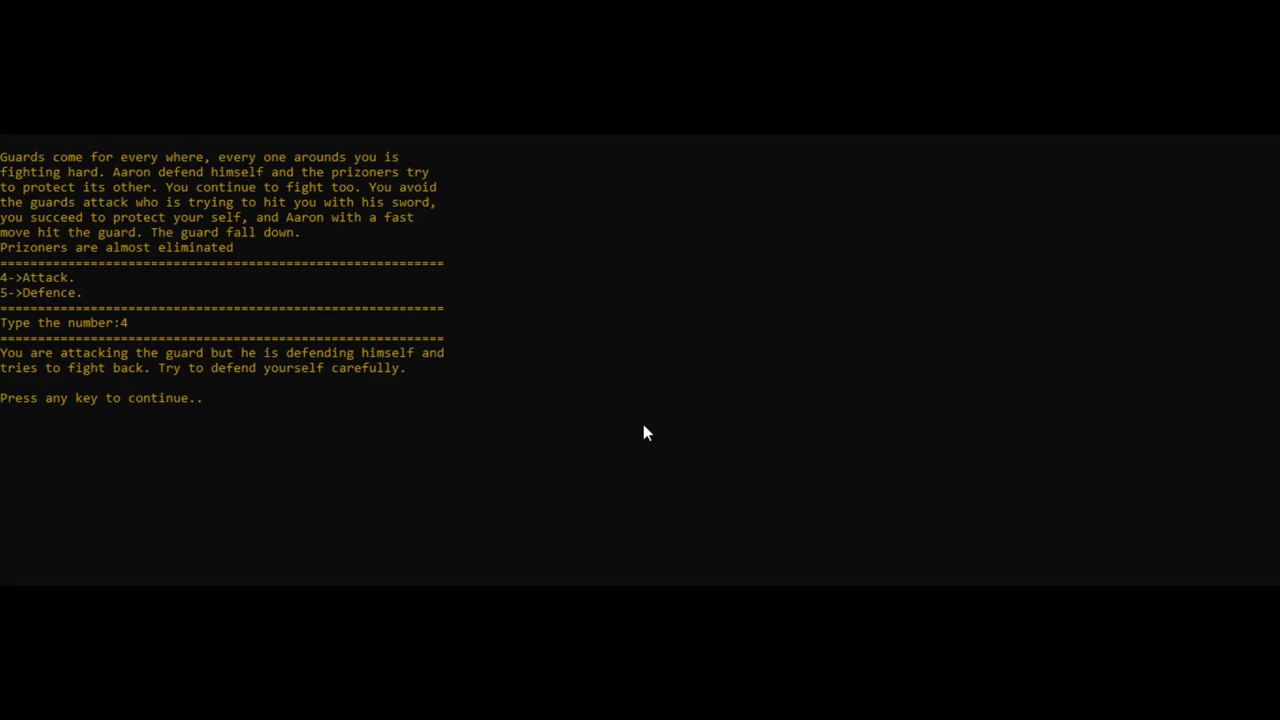 Guards come for every where, every one arounds you is
fighting hard. Aaron defend himself and the prizoners try
to protect its other. You continue to fight too. You avoid
the guards attack who is trying to hit you with his sword,
you succeed to protect your self, and Aaron with a fast
move hit the guard. The guard fall down.
Prizoners are almost eliminated
===========================================================
4->Attack.
5->Defence.
===========================================================
Type the number:4
===========================================================
You are attacking the guard but he is defending himself and
tries to fight back. Try to defend yourself carefully.
Press any key to continue..